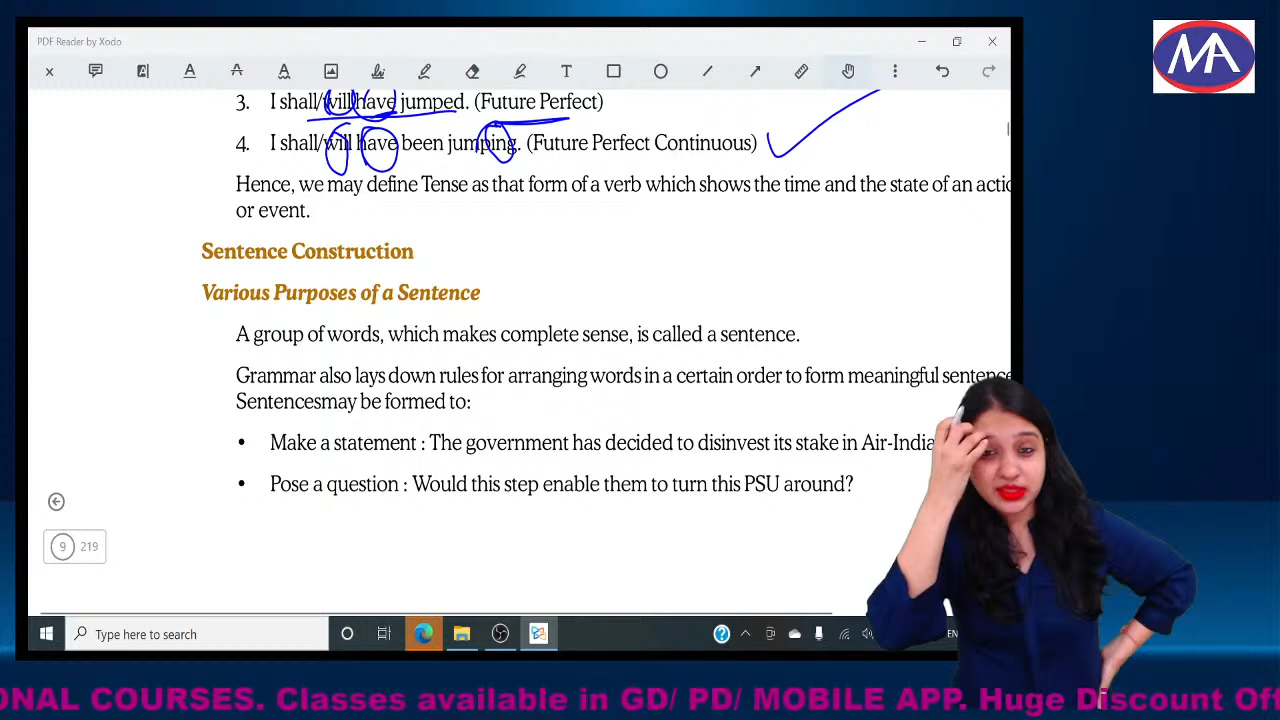 PDF Reader by Xodo
MA
3. I shall/will have jumped. (Future Perfect)
4. I shall/will have been jumping. (Future Perfect Continuous)
Hence, we may define Tense as that form of a verb which shows the time and the state of an actio
or event.
Sentence Construction
Various Purposes of a Sentence
A group of words, which makes complete sense, is called a sentence.
Grammar also lays down rules for arranging words in a certain order to form meaningful sentence
Sentencesmay be formed to:
• Make a statement : The government has decided to disinvest its stake in Air-India
• Pose a question : Would this step enable them to turn this PSU around?
9 219
Type here to search
EN
ONAL COURSES. Classes available in GD/ PD/ MOBILE APP. Huge Discount Off